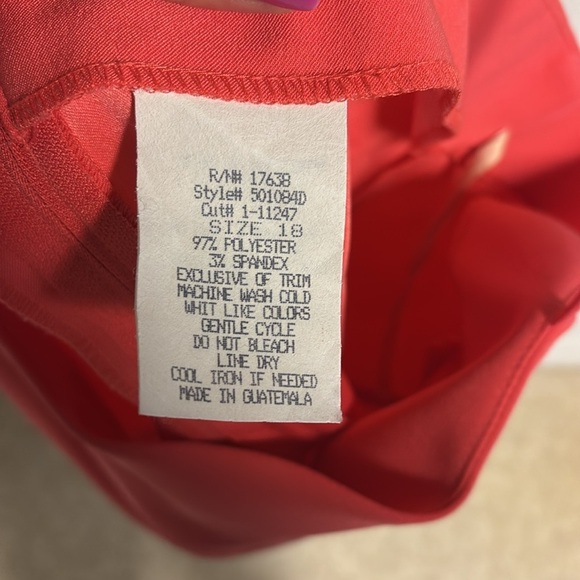 R/N# 17638
Style# 501084D
Cut# 1-11247
SIZE 18
97% POLYESTER
3% SPANDEX
EXCLUSIVE OF TRIM
MACHINE WASH COLD
WHIT LIKE COLORS
GENTLE CYCLE
DO NOT BLEACH
LINE DRY
COOL IRON IF NEEDED
MADE IN GUATEMALA